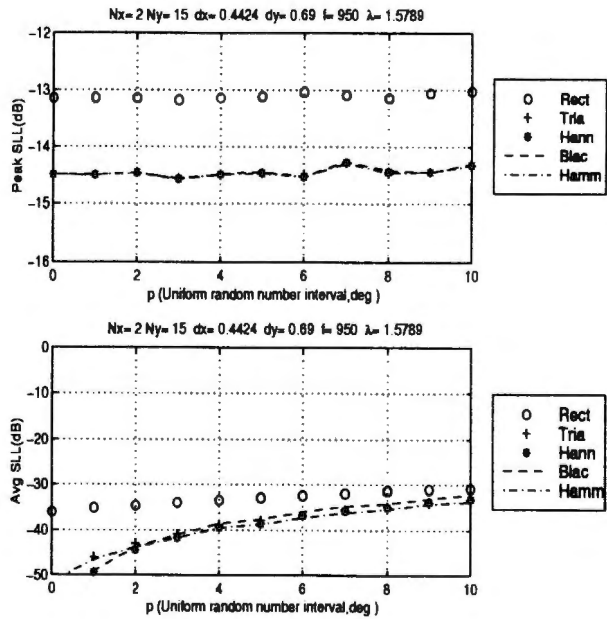 Nx= 2 Ny= 15 dx= 0.4424 dy= 0.69 f= 950 λ= 1.5789
-12
-13
-14
-15
-16
Peak SLL(dB)
0 2 4 6 8 10
p (Uniform random number interval,deg )
Rect
Tria
Hann
Blac
Hamm
Nx= 2 Ny= 15 dx= 0.4424 dy= 0.69 f= 950 λ= 1.5789
0
-10
-20
-30
-40
-50
Avg SLL(dB)
0 2 4 6 8 10
p (Uniform random number interval,deg )
Rect
Tria
Hann
Blac
Hamm